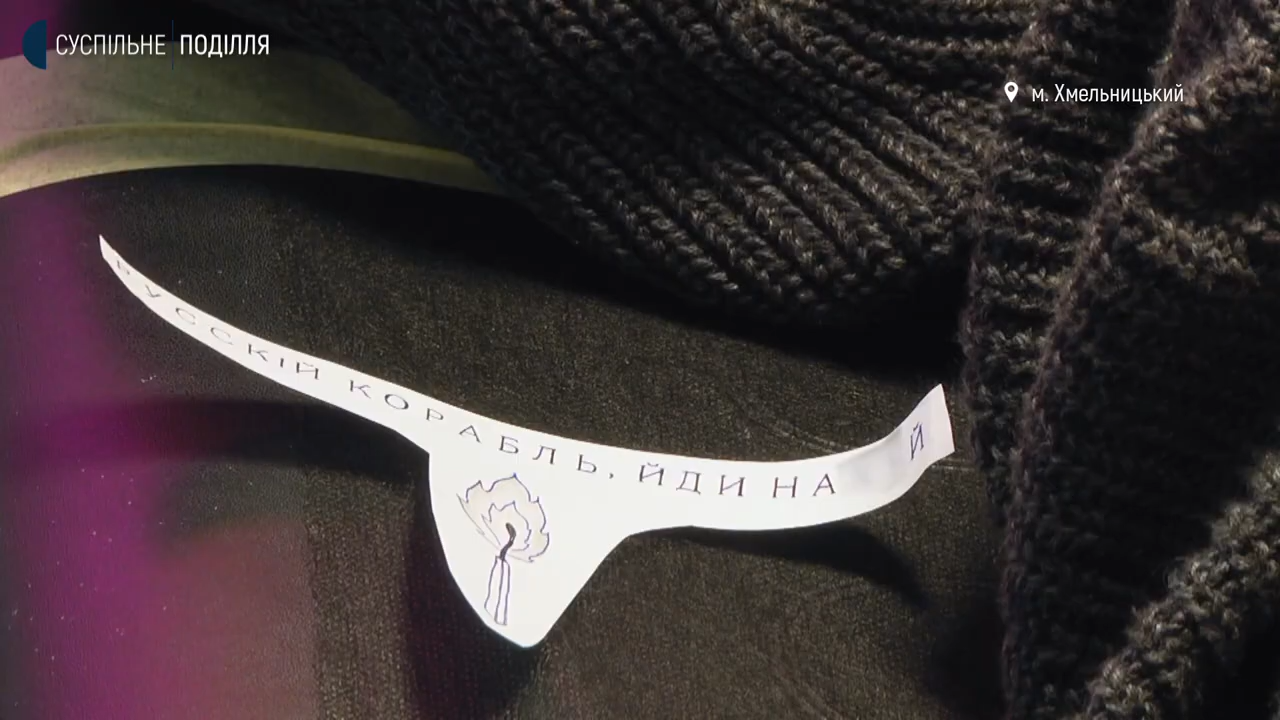 СУСПІЛЬНЕ ПОДІЛЛЯ
м. Хмельницький
РУССКІЙ КОРАБЛЬ, ЙДИ НА Й